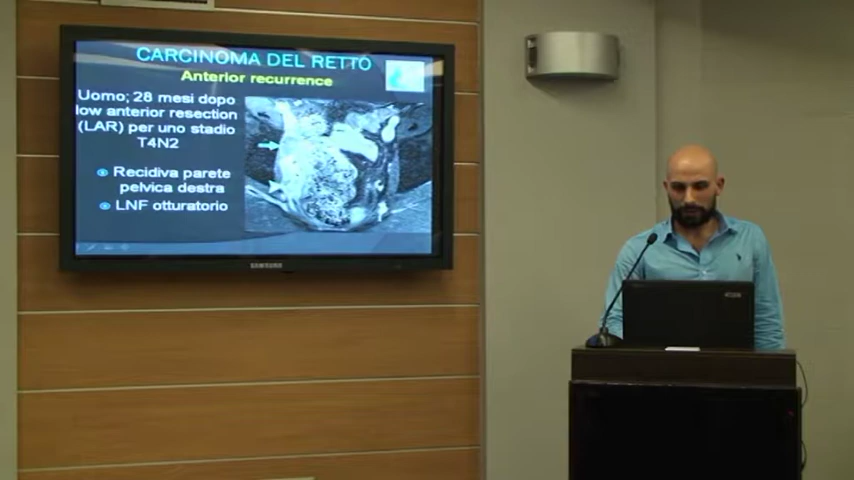 CARCINOMA DEL RETTO
Anterior recurrence
Uomo; 28 mesi dopo
low anterior resection
(LAR) per uno stadio
T4N2
Recidiva parete
pelvica destra
LNF otturatorio
SAMSUNG